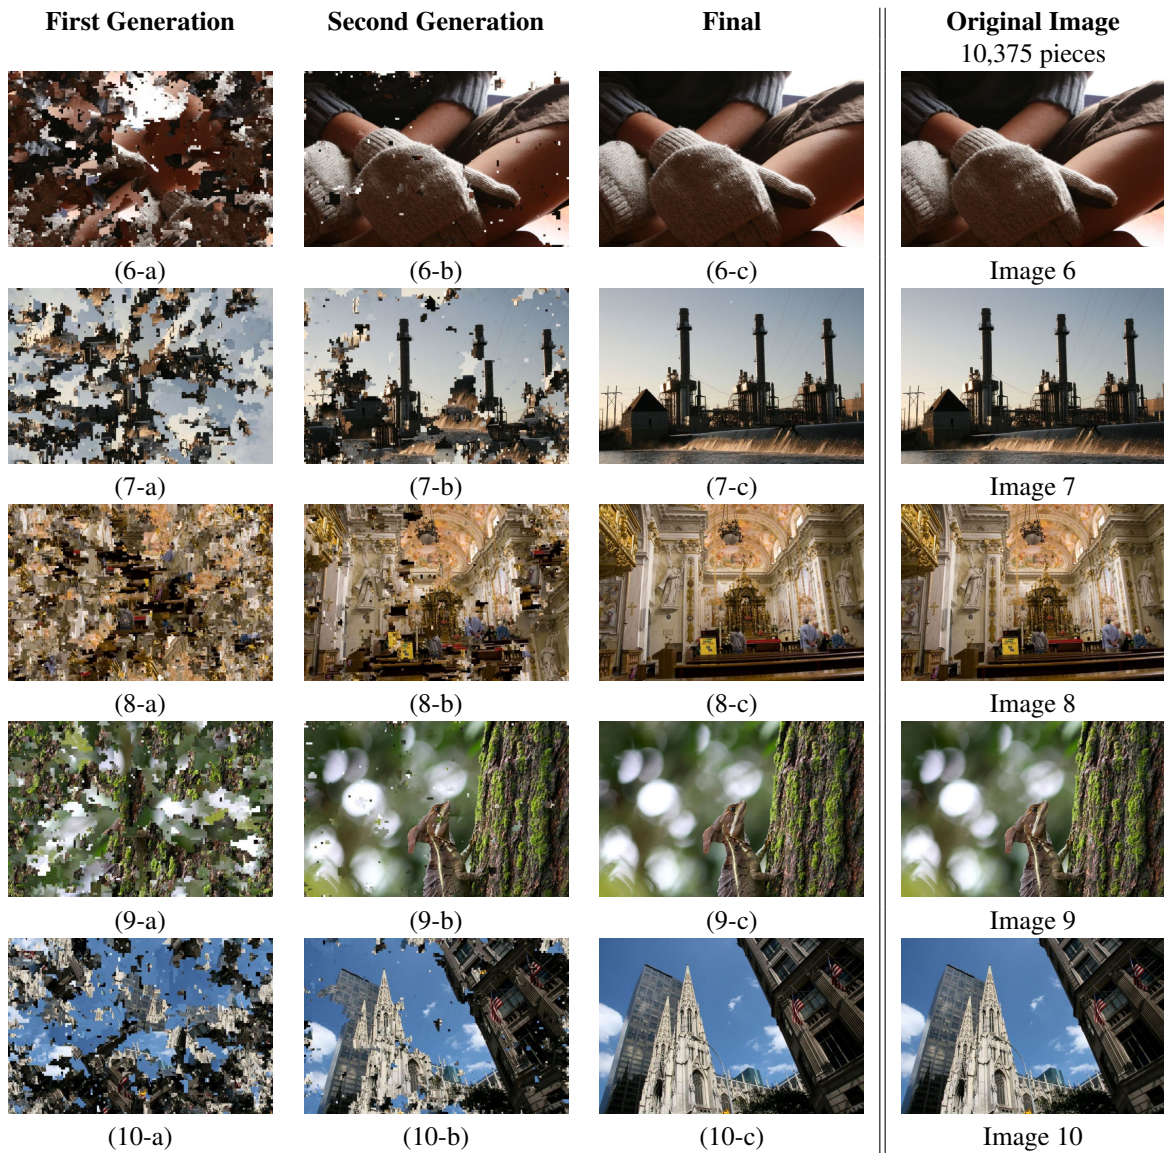 First Generation Second Generation Final Original Image
10,375 pieces
(6-a) (6-b) (6-c) Image 6
(7-a) (7-b) (7-c) Image 7
(8-a) (8-b) (8-c) Image 8
(9-a) (9-b) (9-c) Image 9
(10-a) (10-b) (10-c) Image 10